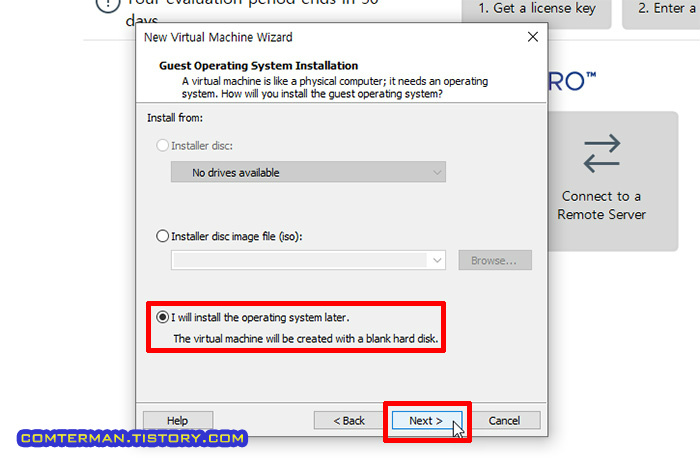 Your evaluation period ends in 30
days.
1. Get a license key
2. Enter a
New Virtual Machine Wizard
Guest Operating System Installation
A virtual machine is like a physical computer; it needs an operating
system. How will you install the guest operating system?
RO™
Install from:
Installer disc:
No drives available
Connect to a
Remote Server
Installer disc image file (iso):
Browse...
I will install the operating system later.
The virtual machine will be created with a blank hard disk.
Help
< Back
Next >
Cancel
COMTERMAN.TISTORY.COM